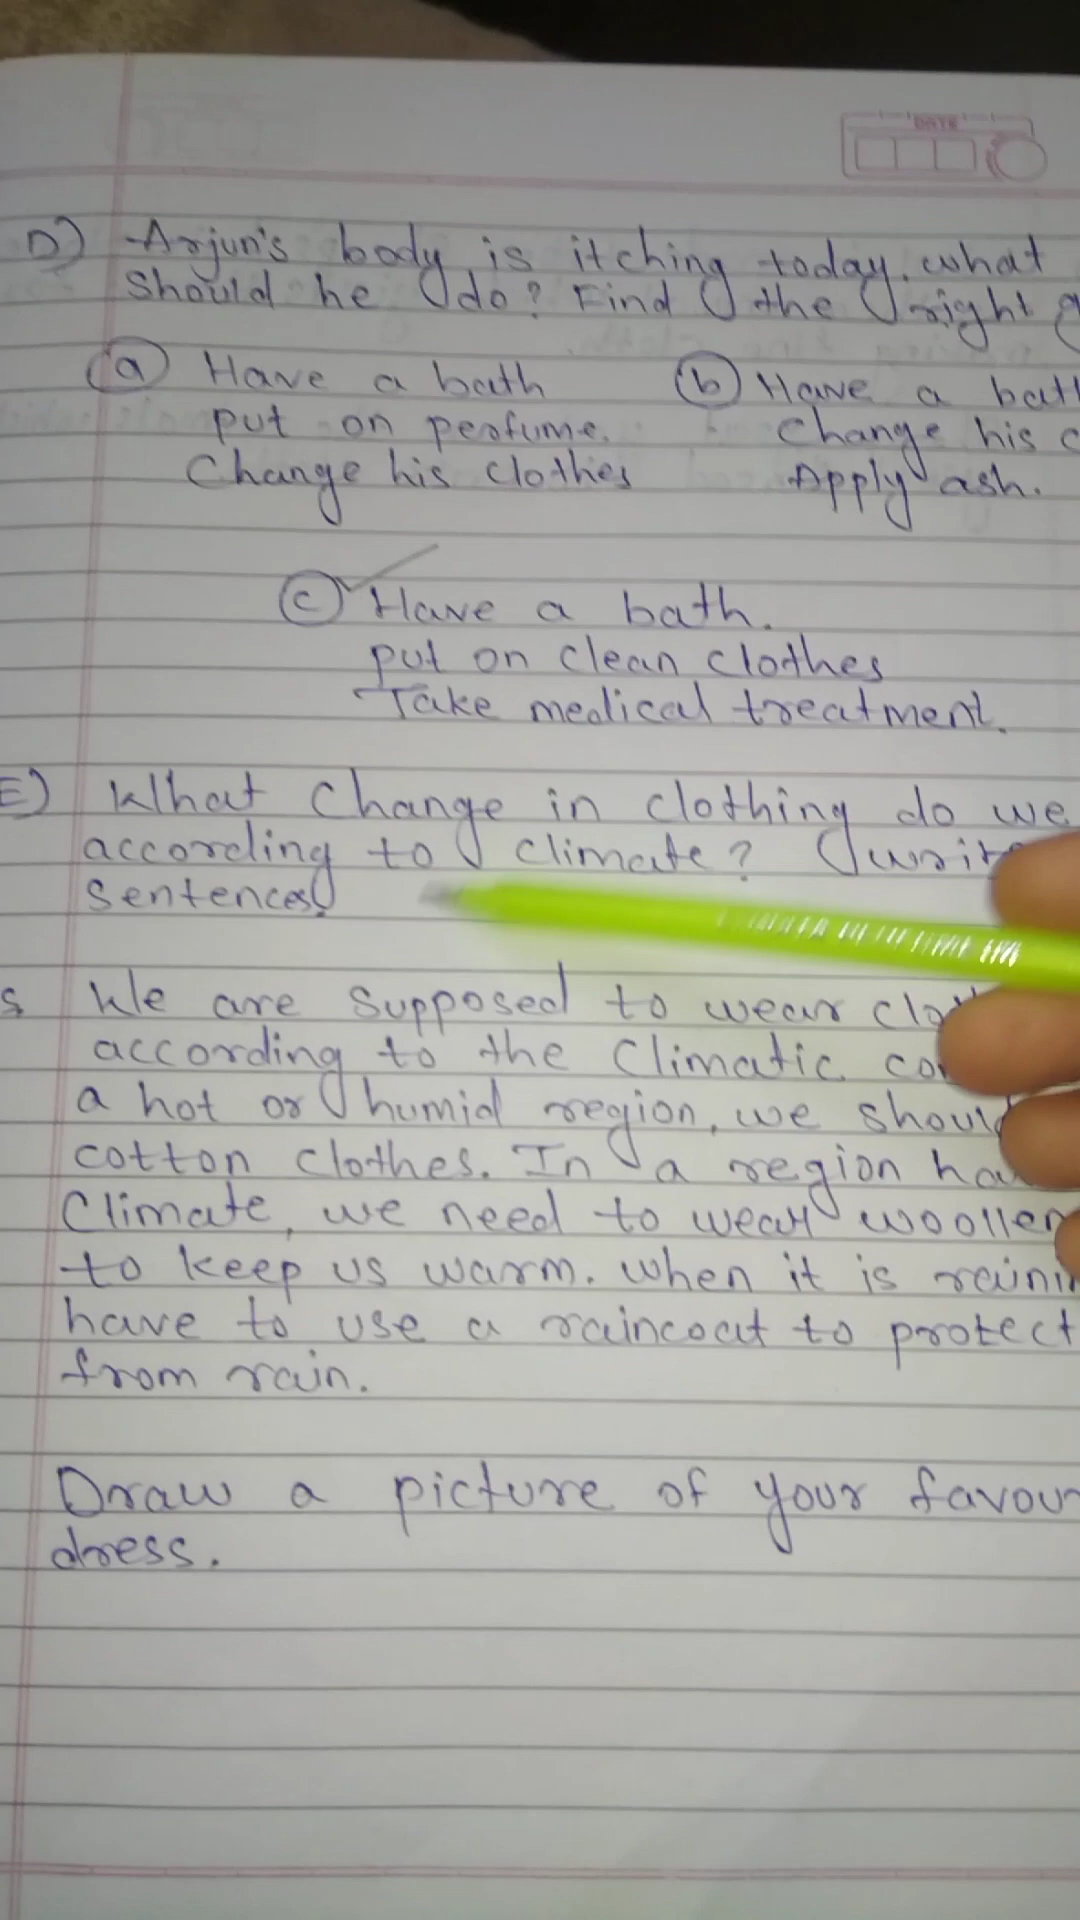 DATE
D) Arjun's body is itching today. what
should he do? Find the right
a Have a bath
put on perfume.
Change his clothes
b Have a
Change his
Apply ash.
c Have a bath.
put on clean clothes
Take medical treatment.
E) What change in clothing do we
according to climate?
sentences.
We are supposed to wear
according to the Climatic
a hot or humid region, we
cotton clothes. In a region
Climate, we need to wear
to keep us warm. when it is
have to use a raincoat to protect
from rain.
Draw a picture of your
dress.